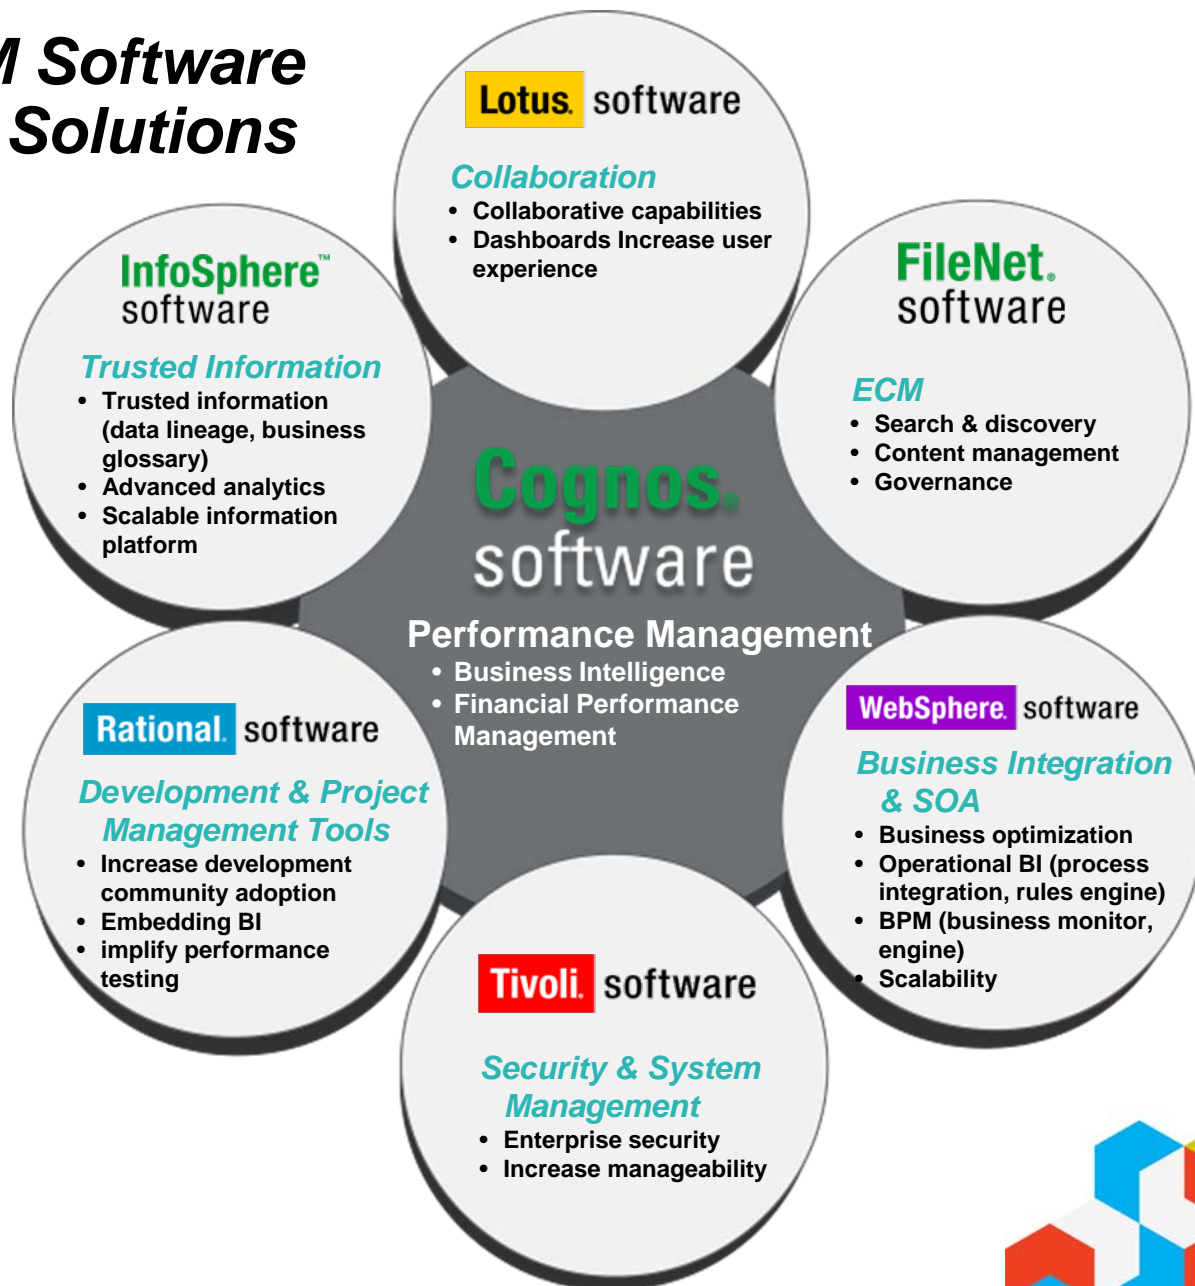 M Software
Solutions
Lotus. software
Collaboration
• Collaborative capabilities
• Dashboards Increase user
experience
InfoSphere™
software
Trusted Information
• Trusted information
(data lineage, business
glossary)
• Advanced analytics
• Scalable information
platform
FileNet®
software
ECM
• Search & discovery
• Content management
• Governance
Cognos®
software
Performance Management
• Business Intelligence
• Financial Performance
Management
Rational. software
Development & Project
Management Tools
• Increase development
community adoption
• Embedding BI
• implify performance
testing
WebSphere. software
Business Integration
& SOA
• Business optimization
• Operational BI (process
integration, rules engine)
• BPM (business monitor,
engine)
• Scalability
Tivoli. software
Security & System
Management
• Enterprise security
• Increase manageability